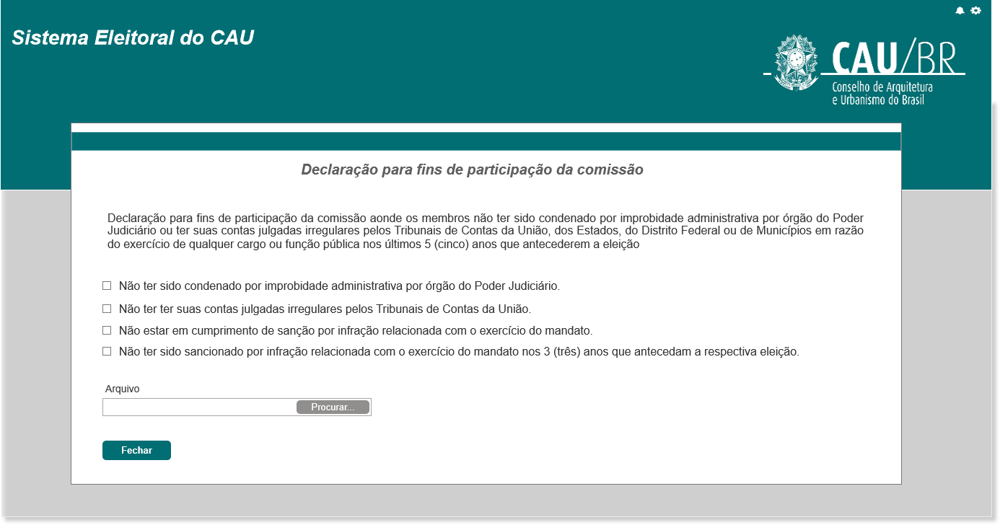 Sistema Eleitoral do CAU
CAU/BR
Conselho de Arquitetura
e Urbanismo do Brasil
Declaração para fins de participação da comissão
Declaração para fins de participação da comissão aonde os membros não ter sido condenado por improbidade administrativa por órgão do Poder
Judiciário ou ter suas contas julgadas irregulares pelos Tribunais de Contas da União, dos Estados, do Distrito Federal ou de Municípios em razão
do exercício de qualquer cargo ou função pública nos últimos 5 (cinco) anos que antecederem a eleição
Não ter sido condenado por improbidade administrativa por órgão do Poder Judiciário.
Não ter ter suas contas julgadas irregulares pelos Tribunais de Contas da União.
Não estar em cumprimento de sanção por infração relacionada com o exercício do mandato.
Não ter sido sancionado por infração relacionada com o exercício do mandato nos 3 (três) anos que antecedam a respectiva eleição.
Arquivo
Procurar...
Fechar